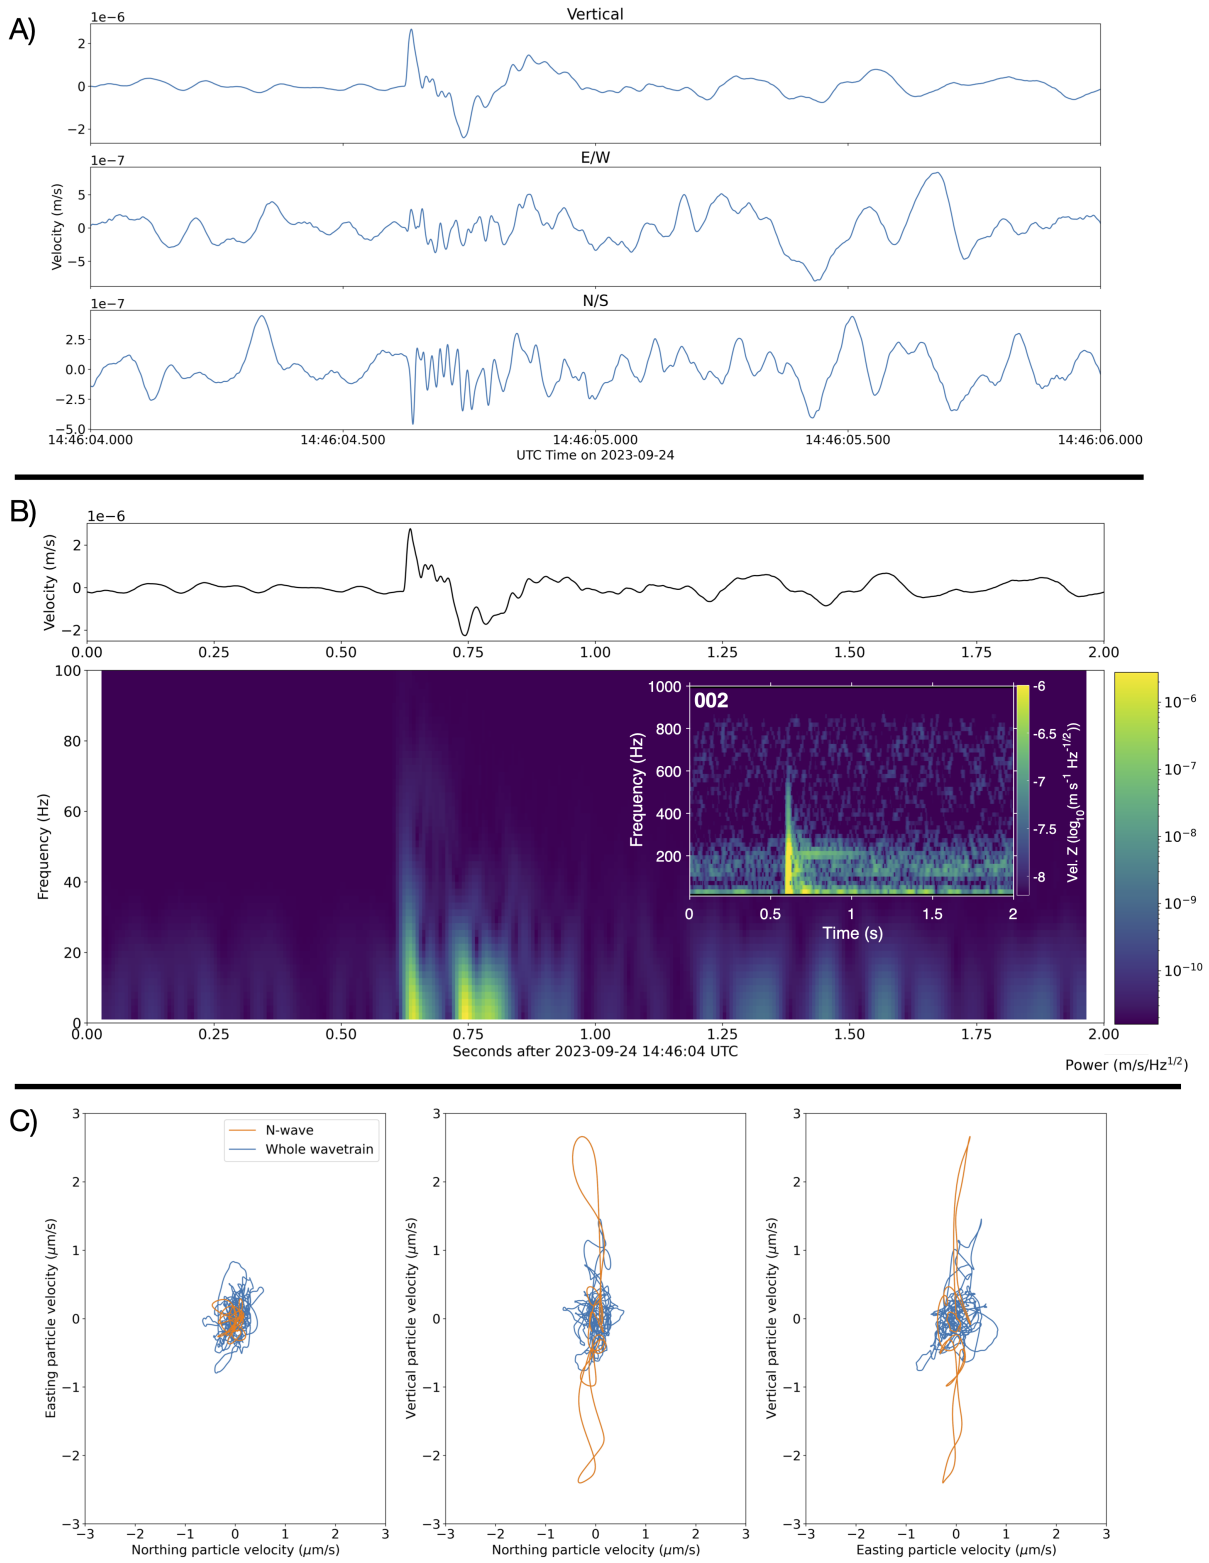 A)
Vertical
1e−6
2
0
−2
E/W
1e−7
5
0
−5
Velocity (m/s)
N/S
1e−7
2.5
0.0
−2.5
−5.0
14:46:04.000 14:46:04.500 14:46:05.000 14:46:05.500 14:46:06.000
UTC Time on 2023-09-24
B)
1e−6
2
0
−2
Velocity (m/s)
0.00 0.25 0.50 0.75 1.00 1.25 1.50 1.75 2.00
100
80
60
40
20
0
Frequency (Hz)
002
1000
800
600
400
200
Frequency (Hz)
0 0.5 1 1.5 2
Time (s)
-6
-6.5
-7
-7.5
-8
Vel. Z (log10(m s-1 Hz-1/2))
10−6
10−7
10−8
10−9
10−10
0.00 0.25 0.50 0.75 1.00 1.25 1.50 1.75 2.00
Seconds after 2023-09-24 14:46:04 UTC
Power (m/s/Hz1/2)
C)
N-wave
Whole wavetrain
3
2
1
0
−1
−2
−3
Easting particle velocity (μm/s)
−3 −2 −1 0 1 2 3
Northing particle velocity (μm/s)
3
2
1
0
−1
−2
−3
Vertical particle velocity (μm/s)
−3 −2 −1 0 1 2 3
Northing particle velocity (μm/s)
3
2
1
0
−1
−2
−3
Vertical particle velocity (μm/s)
−3 −2 −1 0 1 2 3
Easting particle velocity (μm/s)